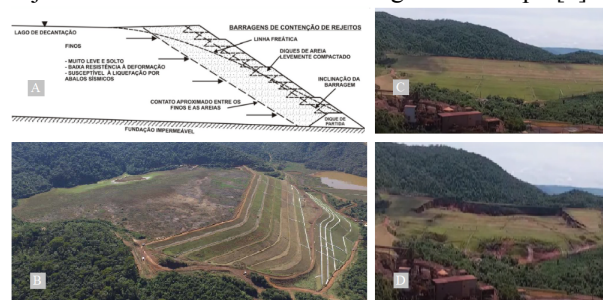 LAGO DE DECANTAÇÃO
BARRAGENS DE CONTENÇÃO DE REJEITOS
LINHA FREÁTICA
FINOS
DIQUES DE AREIA
LEVEMENTE COMPACTADO
- MUITO LEVE E SOLTO
- BAIXA RESISTÊNCIA À DEFORMAÇÃO
- SUSCEPTÍVEL À LIQUEFAÇÃO POR
ABALOS SÍSMICOS
INCLINAÇÃO DA
BARRAGEM
A
CONTATO APROXIMADO ENTRE OS
FINOS E AS AREIAS
DIQUE DE
PARTIDA
FUNDAÇÃO IMPERMEÁVEL
C
B
D